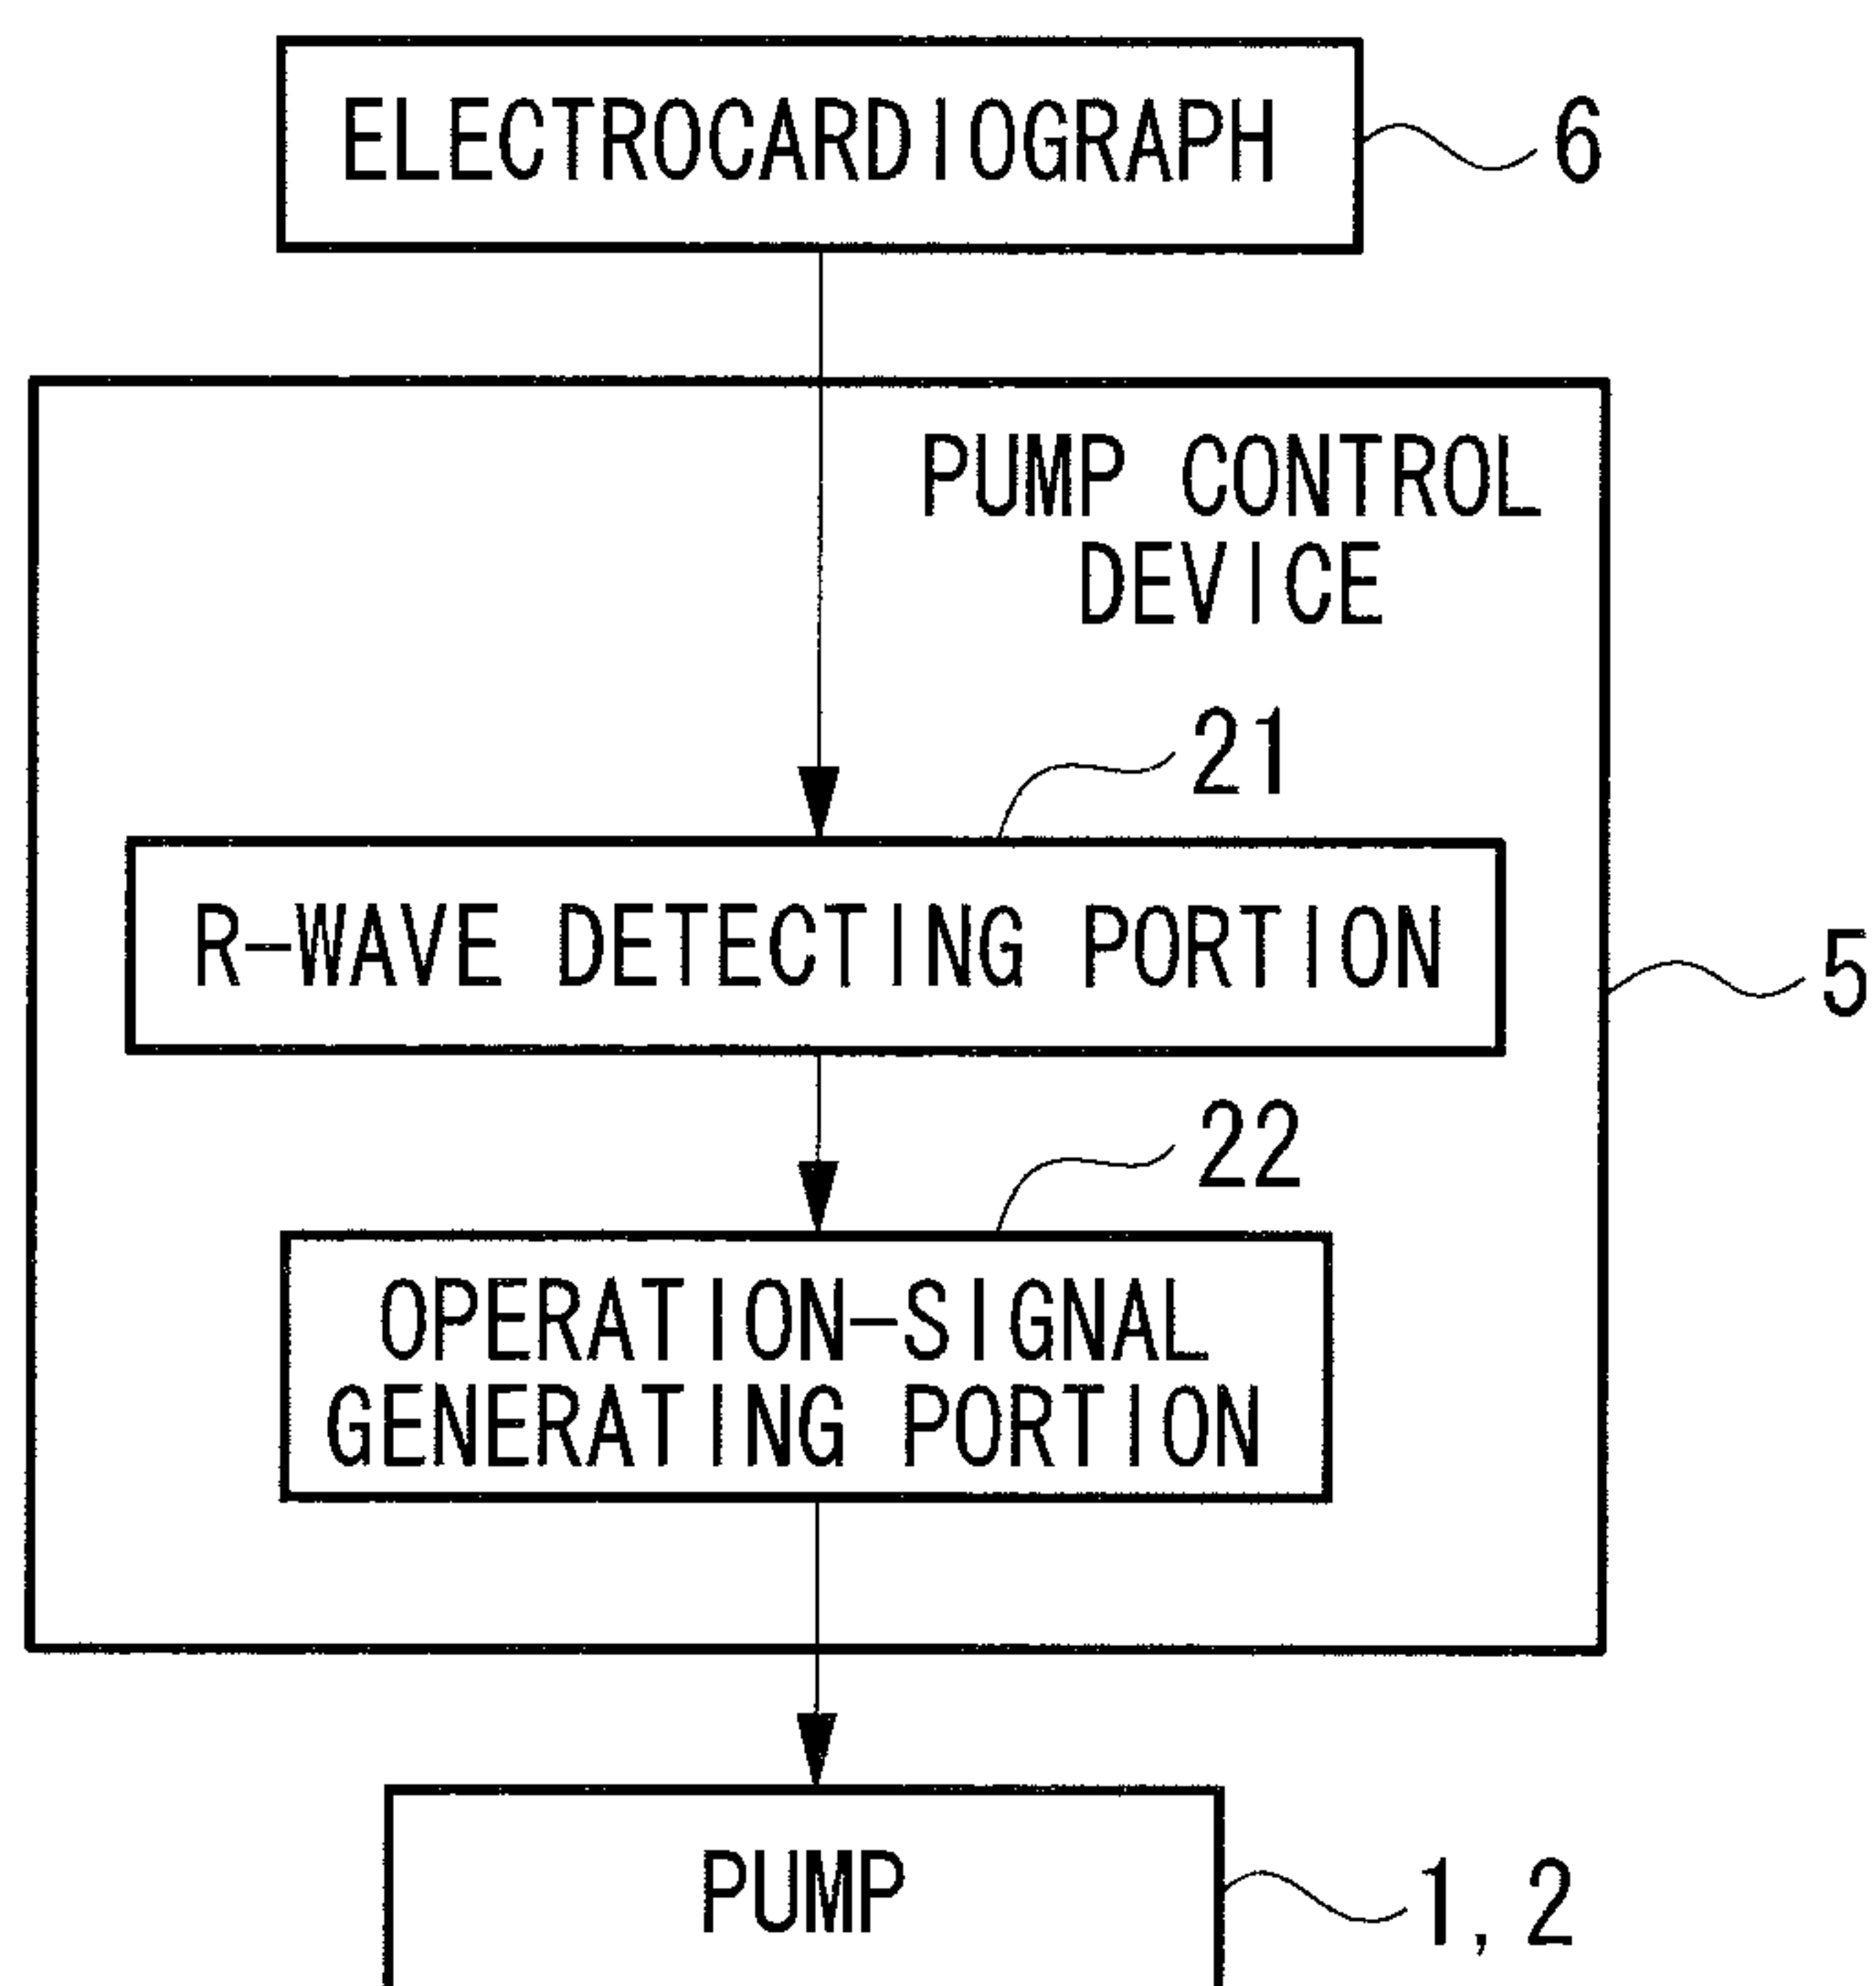 ELECTROCARDIOGRAPH
6
PUMP CONTROL
DEVICE
21
R-WAVE DETECTING PORTION
5
22
OPERATION-SIGNAL
GENERATING PORTION
PUMP
1, 2